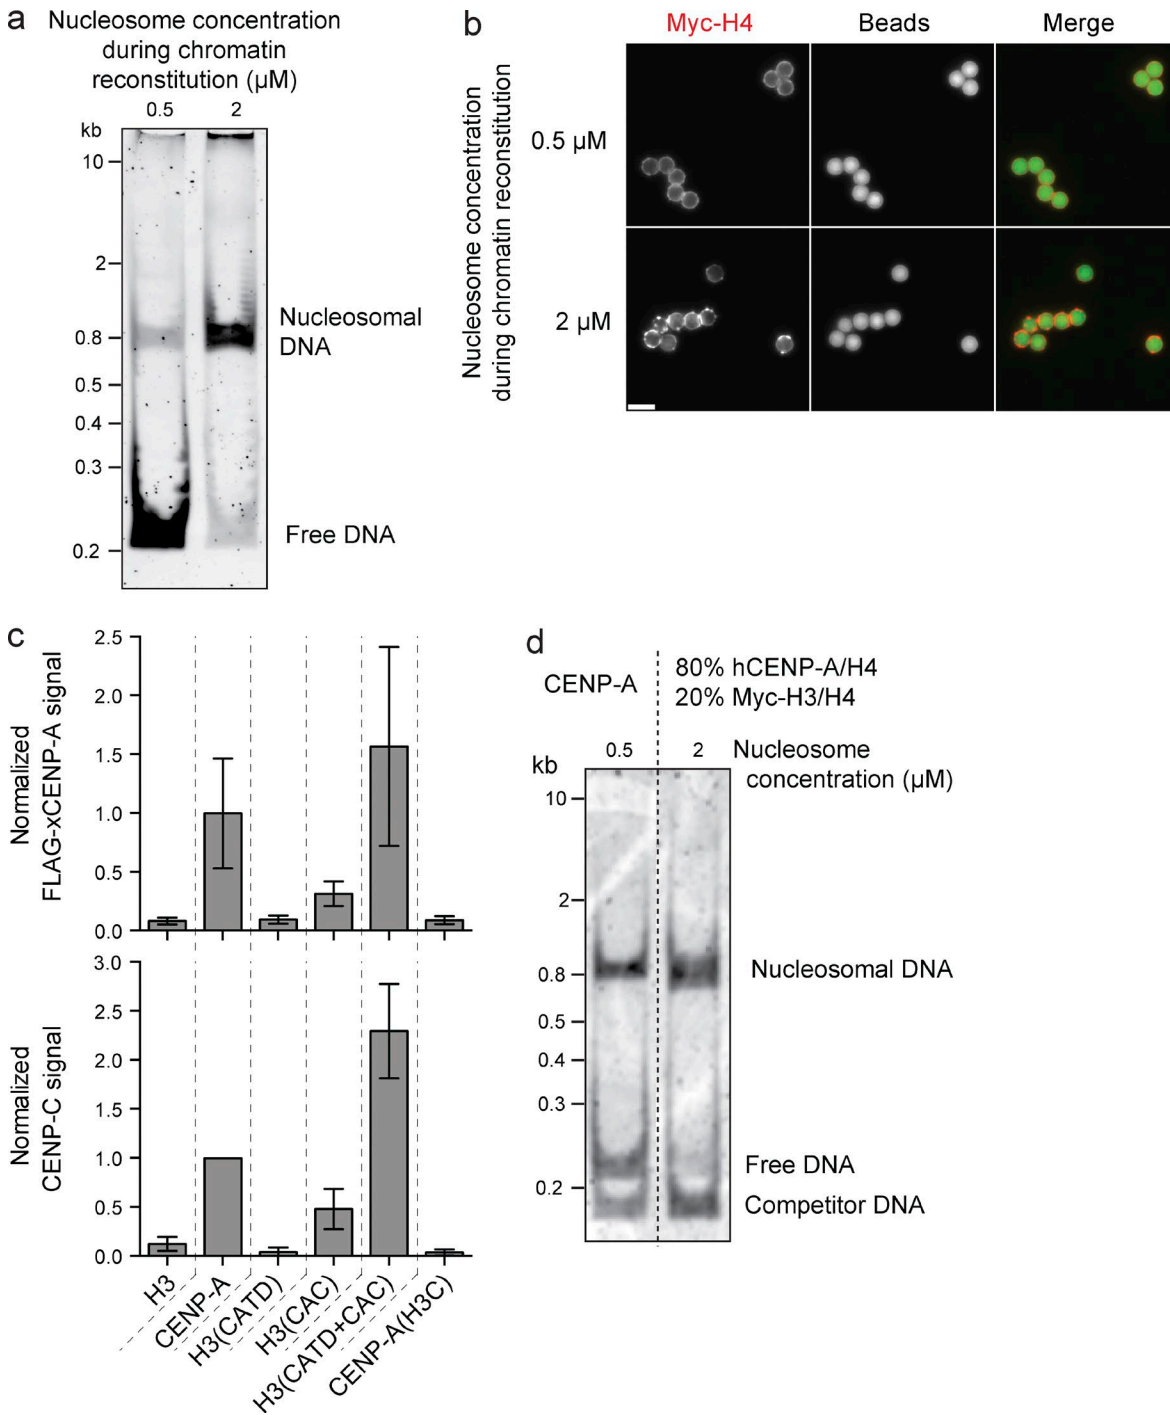 a
Nucleosome concentration
during chromatin
reconstitution (µM)
0.5 2
kb
10
2
0.8
0.5
0.4
0.3
0.2
Nucleosomal
DNA
Free DNA
b
Myc-H4 Beads Merge
Nucleosome concentration
during chromatin reconstitution
0.5 µM
2 µM
c
Normalized
FLAG-xCENP-A signal
2.5
2.0
1.5
1.0
0.5
0.0
Normalized
CENP-C signal
3.0
2.5
2.0
1.5
1.0
0.5
0.0
H3
CENP-A
H3(CATD)
H3(CAC)
H3(CATD+CAC)
CENP-A(H3C)
d
CENP-A
80% hCENP-A/H4
20% Myc-H3/H4
0.5 2 Nucleosome
concentration (µM)
kb
10
2
0.8
0.5
0.4
0.3
0.2
Nucleosomal DNA
Free DNA
Competitor DNA